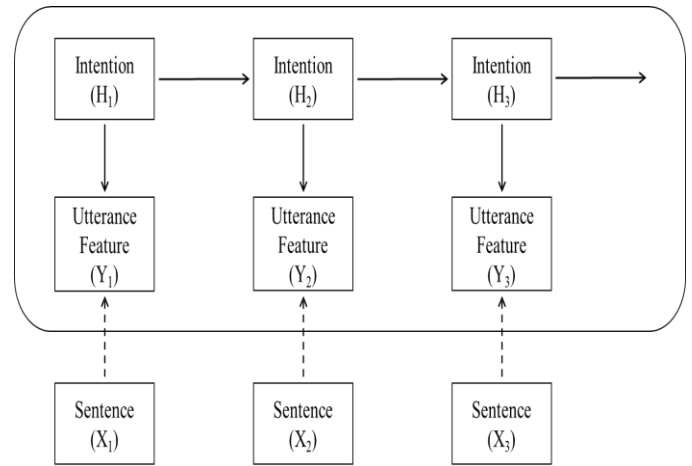 Intention
(H₁)
Intention
(H₂)
Intention
(H₃)
Utterance
Feature
(Y₁)
Utterance
Feature
(Y₂)
Utterance
Feature
(Y₃)
Sentence
(X₁)
Sentence
(X₂)
Sentence
(X₃)